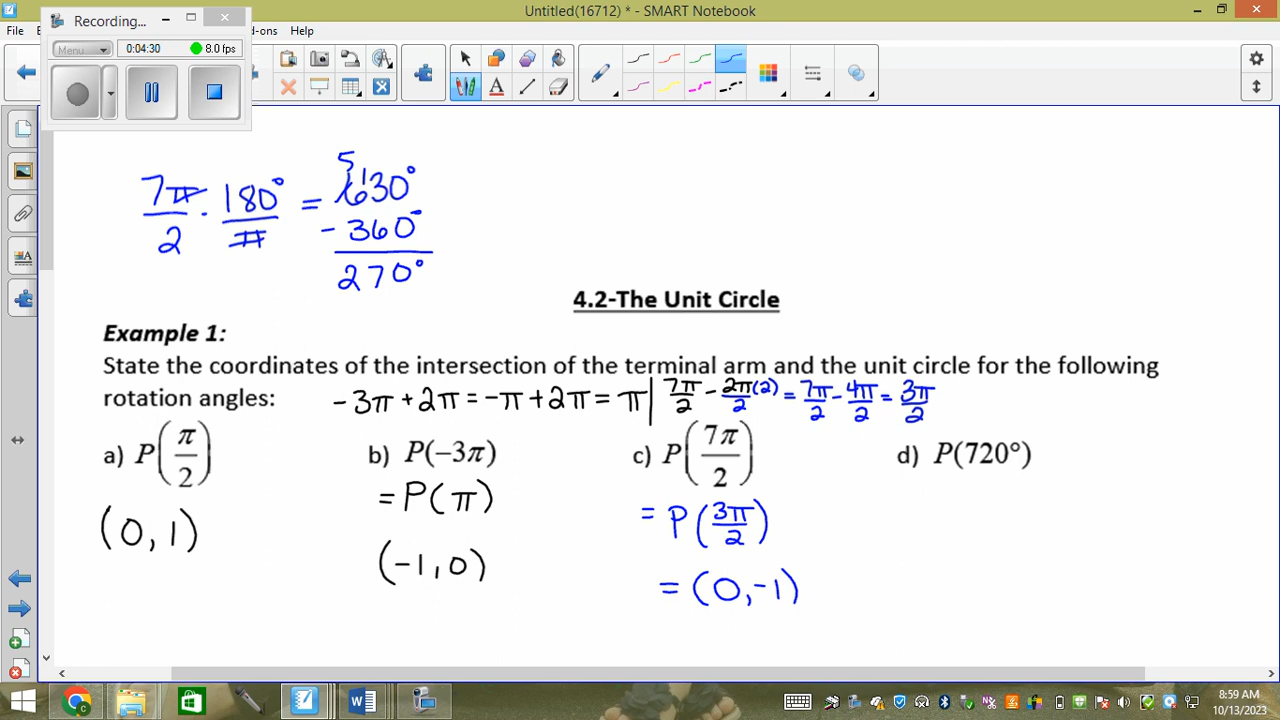 Untitled(16712) * - SMART Notebook
Recording...
File
d-ons Help
Menu
0:04:30
8.0 fps
7π/2 · 180°/π = 630°
- 360°
270°
4.2-The Unit Circle
Example 1:
State the coordinates of the intersection of the terminal arm and the unit circle for the following
rotation angles:
-3π + 2π = -π + 2π = π | 7π/2 - 2π/2 (2) = 7π/2 - 4π/2 = 3π/2
a) P(π/2) b) P(-3π) c) P(7π/2) d) P(720°)
= P(π) = P(3π/2)
(0, 1) (-1, 0) = (0, -1)
8:59 AM
10/13/2023